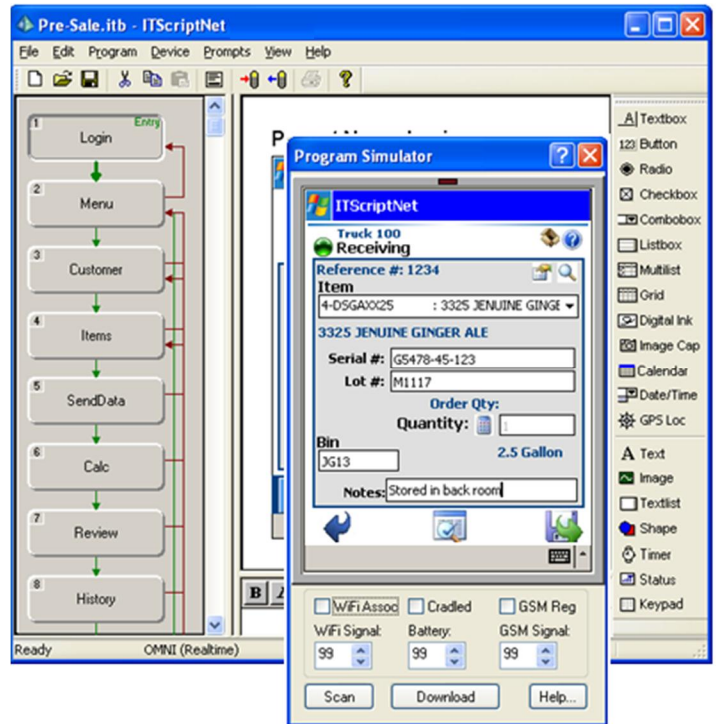 Pre-Sale.itb - ITScriptNet
File Edit Program Device Prompts View Help
1 Entry
Login
2
Menu
3
Customer
4
Items
5
SendData
6
Calc
7
Review
8
History
Program Simulator
ITScriptNet
Truck 100
Receiving
Reference #: 1234
Item
4-DSGAXX25 : 3325 JENUINE GINGE
3325 JENUINE GINGER ALE
Serial #: G5478-45-123
Lot #: M1117
Order Qty:
Quantity: 1
Bin
JG13
2.5 Gallon
Notes: Stored in back room
B
WiFi Assoc Cradled GSM Reg
WiFi Signal: Battery: GSM Signal:
99 99 99
Scan Download Help...
A Textbox
123 Button
Radio
Checkbox
Combobox
Listbox
Multilist
Grid
Digital Ink
Image Cap
Calendar
Date/Time
GPS Loc
A Text
Image
Textlist
Shape
Timer
Status
Keypad
Ready OMNI (Realtime)